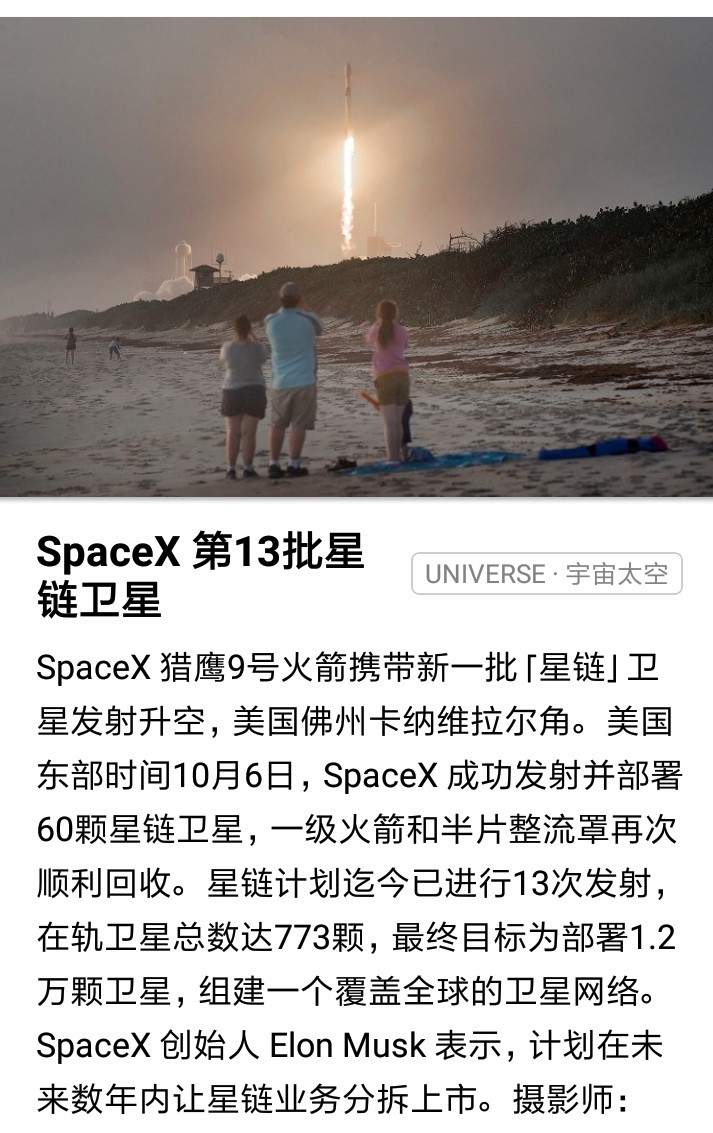 SpaceX 第13批星
链卫星
UNIVERSE · 宇宙太空
SpaceX 猎鹰9号火箭携带新一批「星链」卫
星发射升空，美国佛州卡纳维拉尔角。美国
东部时间10月6日，SpaceX 成功发射并部署
60颗星链卫星，一级火箭和半片整流罩再次
顺利回收。星链计划迄今已进行13次发射，
在轨卫星总数达773颗，最终目标为部署1.2
万颗卫星，组建一个覆盖全球的卫星网络。
SpaceX 创始人 Elon Musk 表示，计划在未
来数年内让星链业务分拆上市。摄影师：